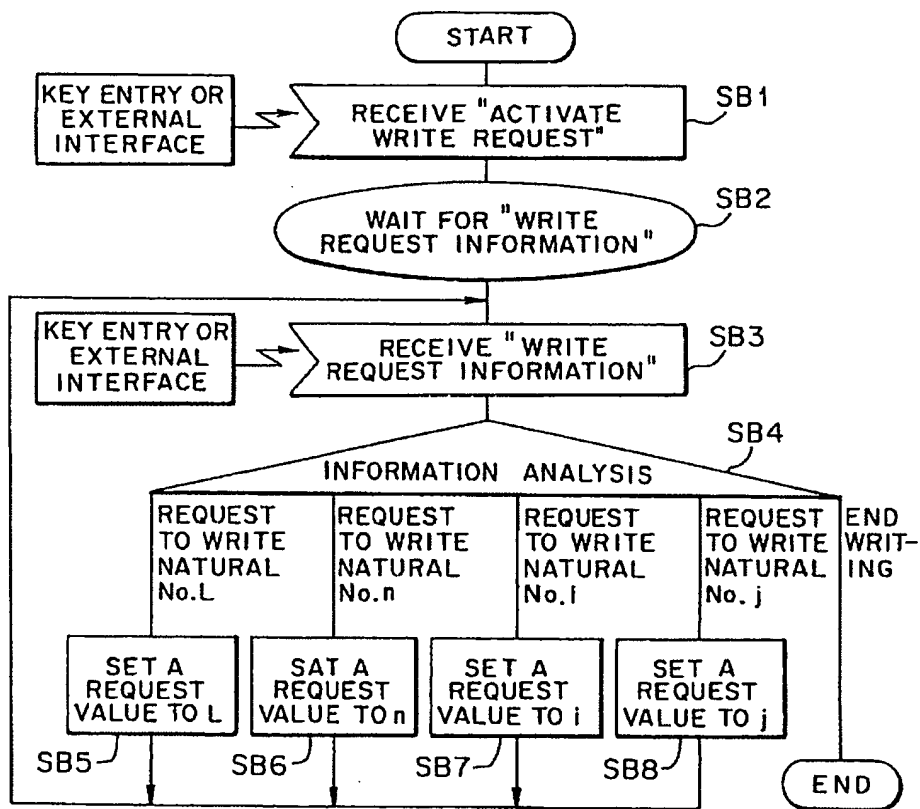 START
KEY ENTRY OR
EXTERNAL
INTERFACE
RECEIVE "ACTIVATE
WRITE REQUEST"
SB1
WAIT FOR "WRITE
REQUEST INFORMATION"
SB2
KEY ENTRY OR
EXTERNAL
INTERFACE
RECEIVE "WRITE
REQUEST INFORMATION"
SB3
SB4
INFORMATION ANALYSIS
REQUEST
TO WRITE
NATURAL
No.L
REQUEST
TO WRITE
NATURAL
No.n
REQUEST
TO WRITE
NATURAL
No.i
REQUEST
TO WRITE
NATURAL
No.j
END
WRIT-
ING
SET A
REQUEST
VALUE TO L
SAT A
REQUEST
VALUE TO n
SET A
REQUEST
VALUE TO i
SET A
REQUEST
VALUE TO j
SB5
SB6
SB7
SB8
END